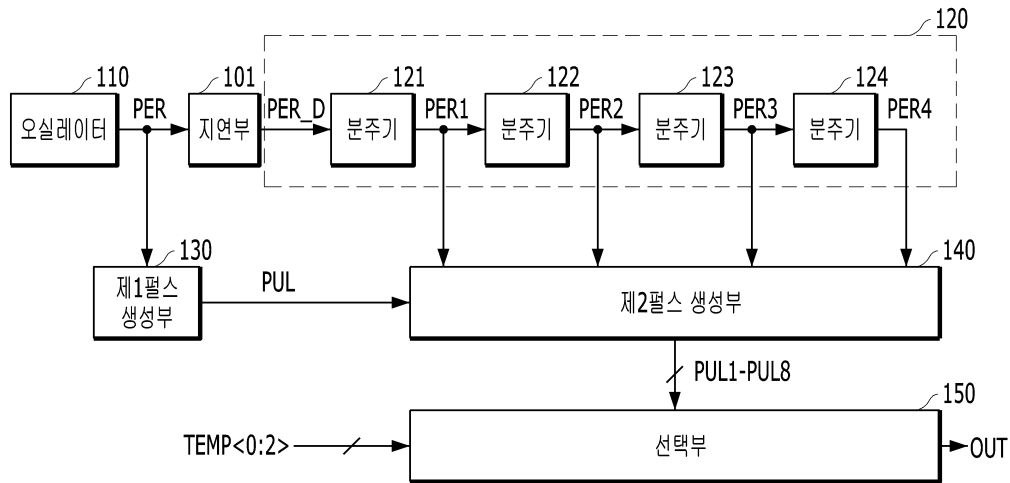 120
110
101
121
122
123
124
PER
PER_D
PER1
PER2
PER3
PER4
오실레이터
지연부
분주기
분주기
분주기
분주기
130
140
제1펄스
생성부
PUL
제2펄스 생성부
PUL1-PUL8
150
TEMP<0:2>
선택부
OUT